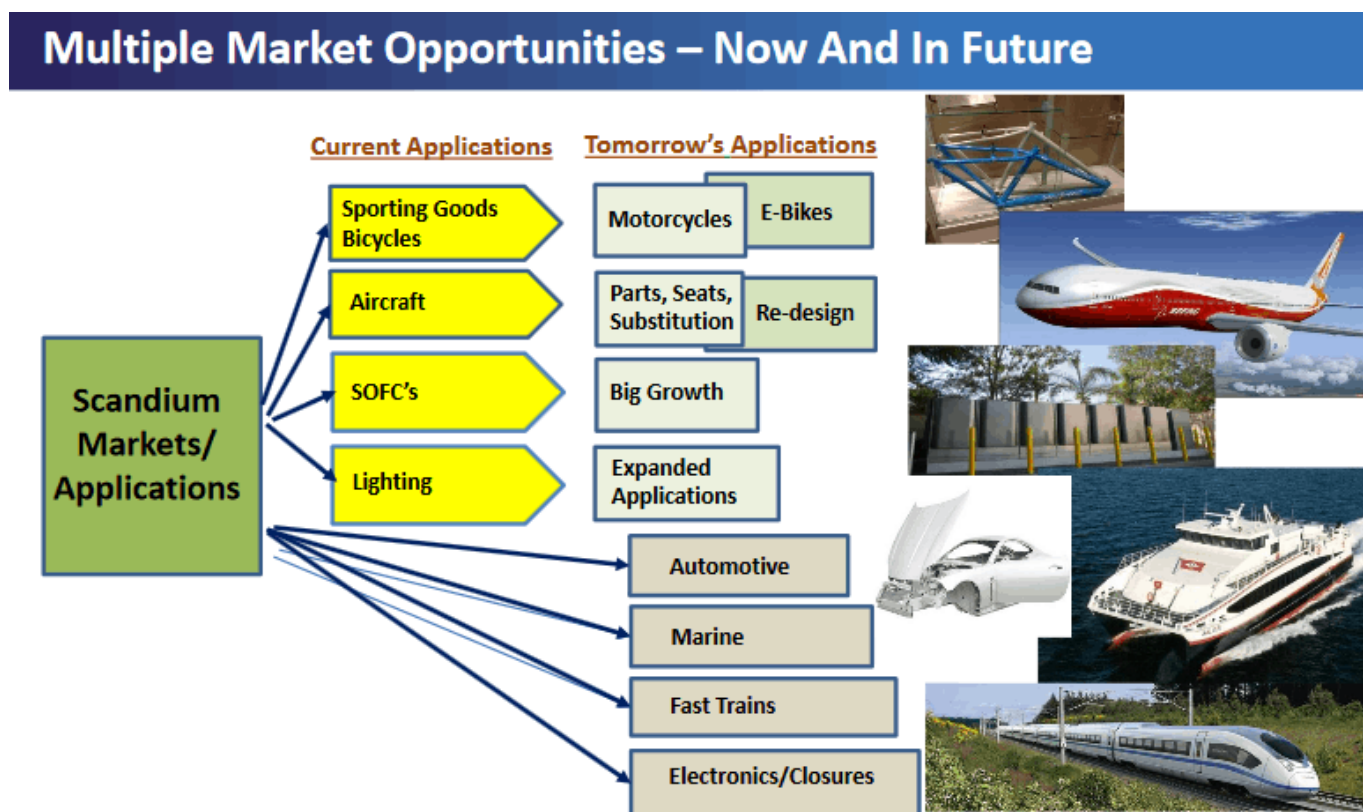 Multiple Market Opportunities – Now And In Future
Current Applications
Tomorrow's Applications
Scandium
Markets/
Applications
Sporting Goods
Bicycles
Motorcycles
E-Bikes
Aircraft
Parts, Seats,
Substitution
Re-design
SOFC's
Big Growth
Lighting
Expanded
Applications
Automotive
Marine
Fast Trains
Electronics/Closures